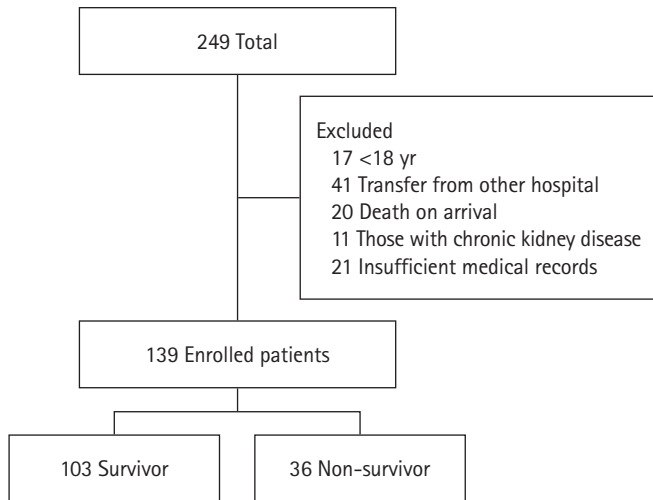 249 Total
Excluded
17 <18 yr
41 Transfer from other hospital
20 Death on arrival
11 Those with chronic kidney disease
21 Insufficient medical records
139 Enrolled patients
103 Survivor
36 Non-survivor